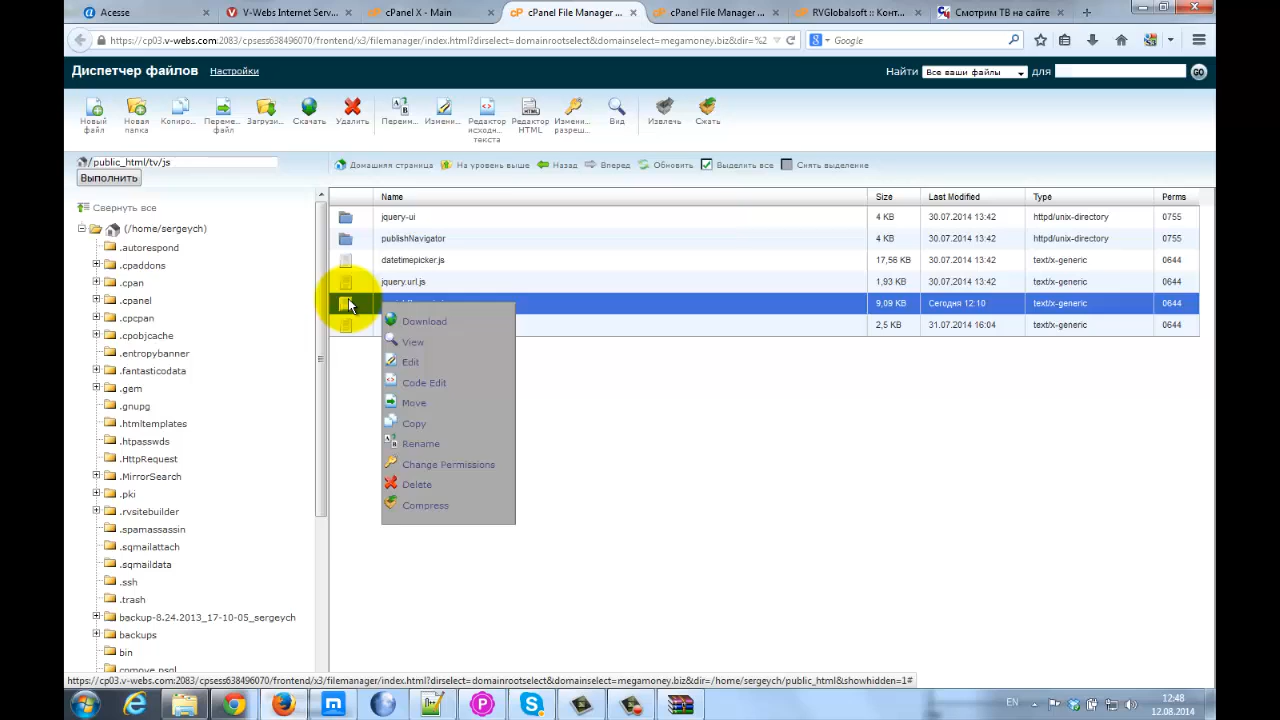 Acesse
V-Webs Internet Serv...
cPanel X - Main
cPanel File Manager ...
cPanel File Manager ...
RVGlobalsoft :: Конт...
Смотрим ТВ на сайте
https://cp03.v-webs.com:2083/cpsess638496070/frontend/x3/filemanager/index.html?dirselect=domainrootselect&domainselect=megamoney.biz&dir=%2
Google
Диспетчер файлов
Настройки
Найти
Все ваши файлы
для
GO
Новый файл
Новая папка
Копиро...
Переме... файл
Загрузи...
Скачать
Удалить
Переим...
Измени...
Редактор исходн... текста
Редактор HTML
Измени... разреш...
Вид
Извлечь
Сжать
/public_html/tv/js
Выполнить
Домашняя страница
На уровень выше
Назад
Вперед
Обновить
Выделить все
Снять выделение
Свернуть все
(/home/sergeych)
.autorespond
.cpaddons
.cpan
.cpanel
.cpcpan
.cpobjcache
.entropybanner
.fantasticodata
.gem
.gnupg
.htmltemplates
.htpasswds
.HttpRequest
.MirrorSearch
.pki
.rvsitebuilder
.spamassassin
.sqmailattach
.sqmaildata
.ssh
.trash
backup-8.24.2013_17-10-05_sergeych
backups
bin
cpmove.psql
Name Size Last Modified Type Perms
jquery-ui 4 KB 30.07.2014 13:42 httpd/unix-directory 0755
publishNavigator 4 KB 30.07.2014 13:42 httpd/unix-directory 0755
datetimepicker.js 17,56 KB 30.07.2014 13:42 text/x-generic 0644
jquery.url.js 1,93 KB 30.07.2014 13:42 text/x-generic 0644
9,09 KB Сегодня 12:10 text/x-generic 0644
2,5 KB 31.07.2014 16:04 text/x-generic 0644
Download
View
Edit
Code Edit
Move
Copy
Rename
Change Permissions
Delete
Compress
https://cp03.v-webs.com:2083/cpsess638496070/frontend/x3/filemanager/index.html?dirselect=domainrootselect&domainselect=megamoney.biz&dir=/home/sergeych/public_html&showhidden=1#
EN
12:48
12.08.2014